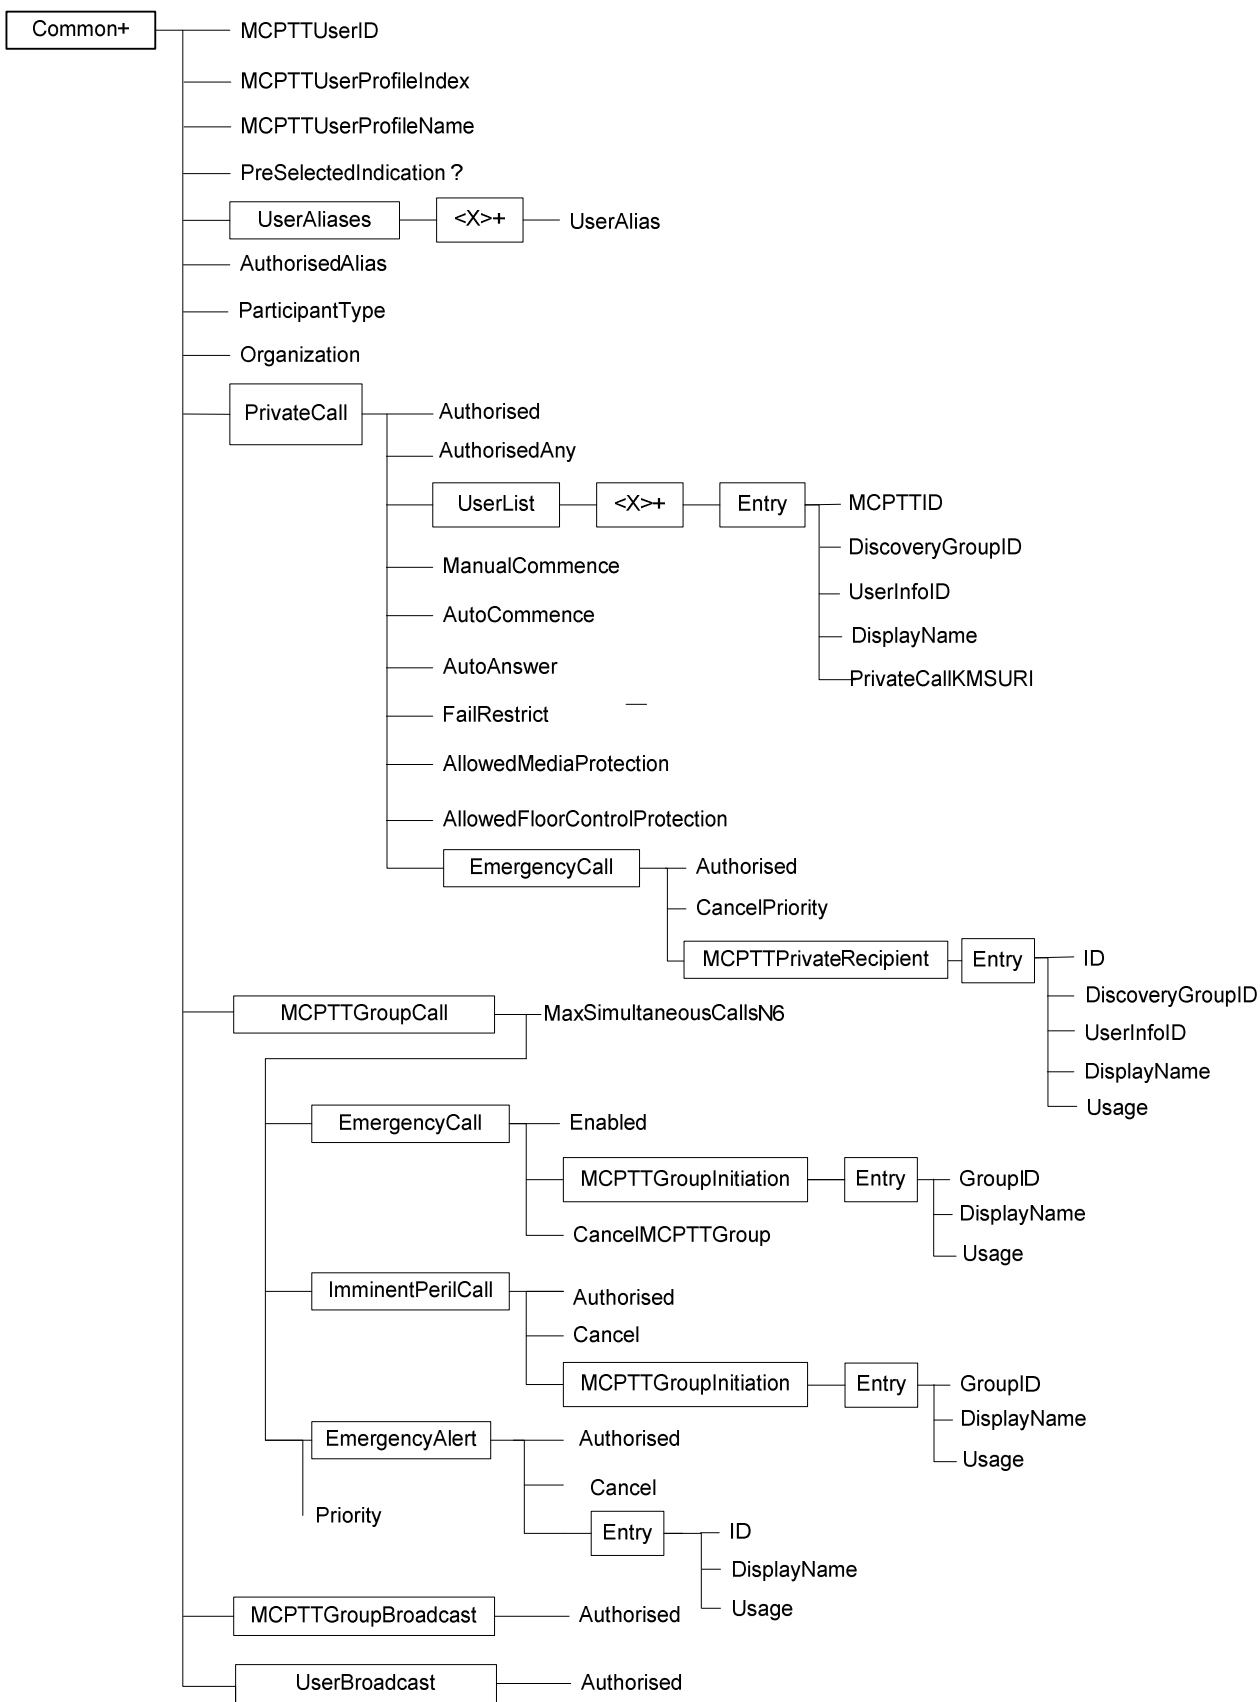 Common+
MCPTTUserID
MCPTTUserProfileIndex
MCPTTUserProfileName
PreSelectedIndication ?
UserAliases
<X>+
UserAlias
AuthorisedAlias
ParticipantType
Organization
PrivateCall
Authorised
AuthorisedAny
UserList
<X>+
Entry
MCPTTID
DiscoveryGroupID
UserInfoID
DisplayName
PrivateCallKMSURI
ManualCommence
AutoCommence
AutoAnswer
FailRestrict
AllowedMediaProtection
AllowedFloorControlProtection
EmergencyCall
Authorised
CancelPriority
MCPTTPrivateRecipient
Entry
ID
DiscoveryGroupID
UserInfoID
DisplayName
Usage
MCPTTGroupCall
MaxSimultaneousCallsN6
EmergencyCall
Enabled
MCPTTGroupInitiation
Entry
GroupID
DisplayName
Usage
CancelMCPTTGroup
ImminentPerilCall
Authorised
Cancel
MCPTTGroupInitiation
Entry
GroupID
DisplayName
Usage
EmergencyAlert
Authorised
Cancel
Entry
ID
DisplayName
Usage
Priority
MCPTTGroupBroadcast
Authorised
UserBroadcast
Authorised